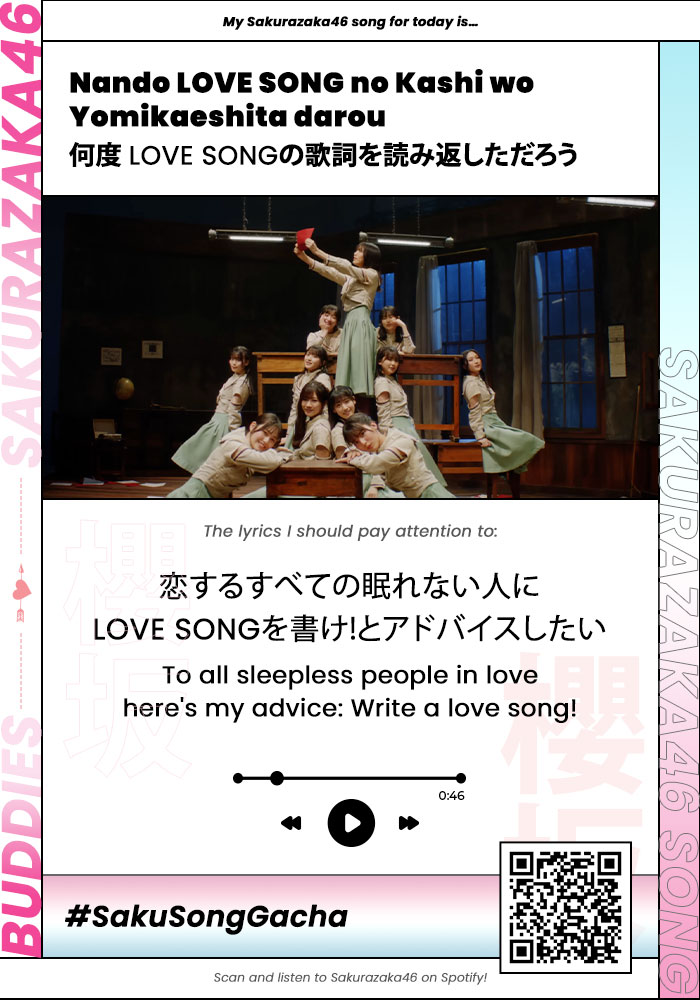 My Sakurazaka46 song for today is...
Nando LOVE SONG no Kashi wo
Yomikaeshita darou
何度 LOVE SONGの歌詞を読み返しただろう
SAKURAZAKA46
BUDDIES
SAKURAZAKA46 SONG
The lyrics I should pay attention to:
恋するすべての眠れない人に
LOVE SONGを書け!とアドバイスしたい
To all sleepless people in love
here's my advice: Write a love song!
櫻坂
櫻坂
0:46
#SakuSongGacha
Scan and listen to Sakurazaka46 on Spotify!